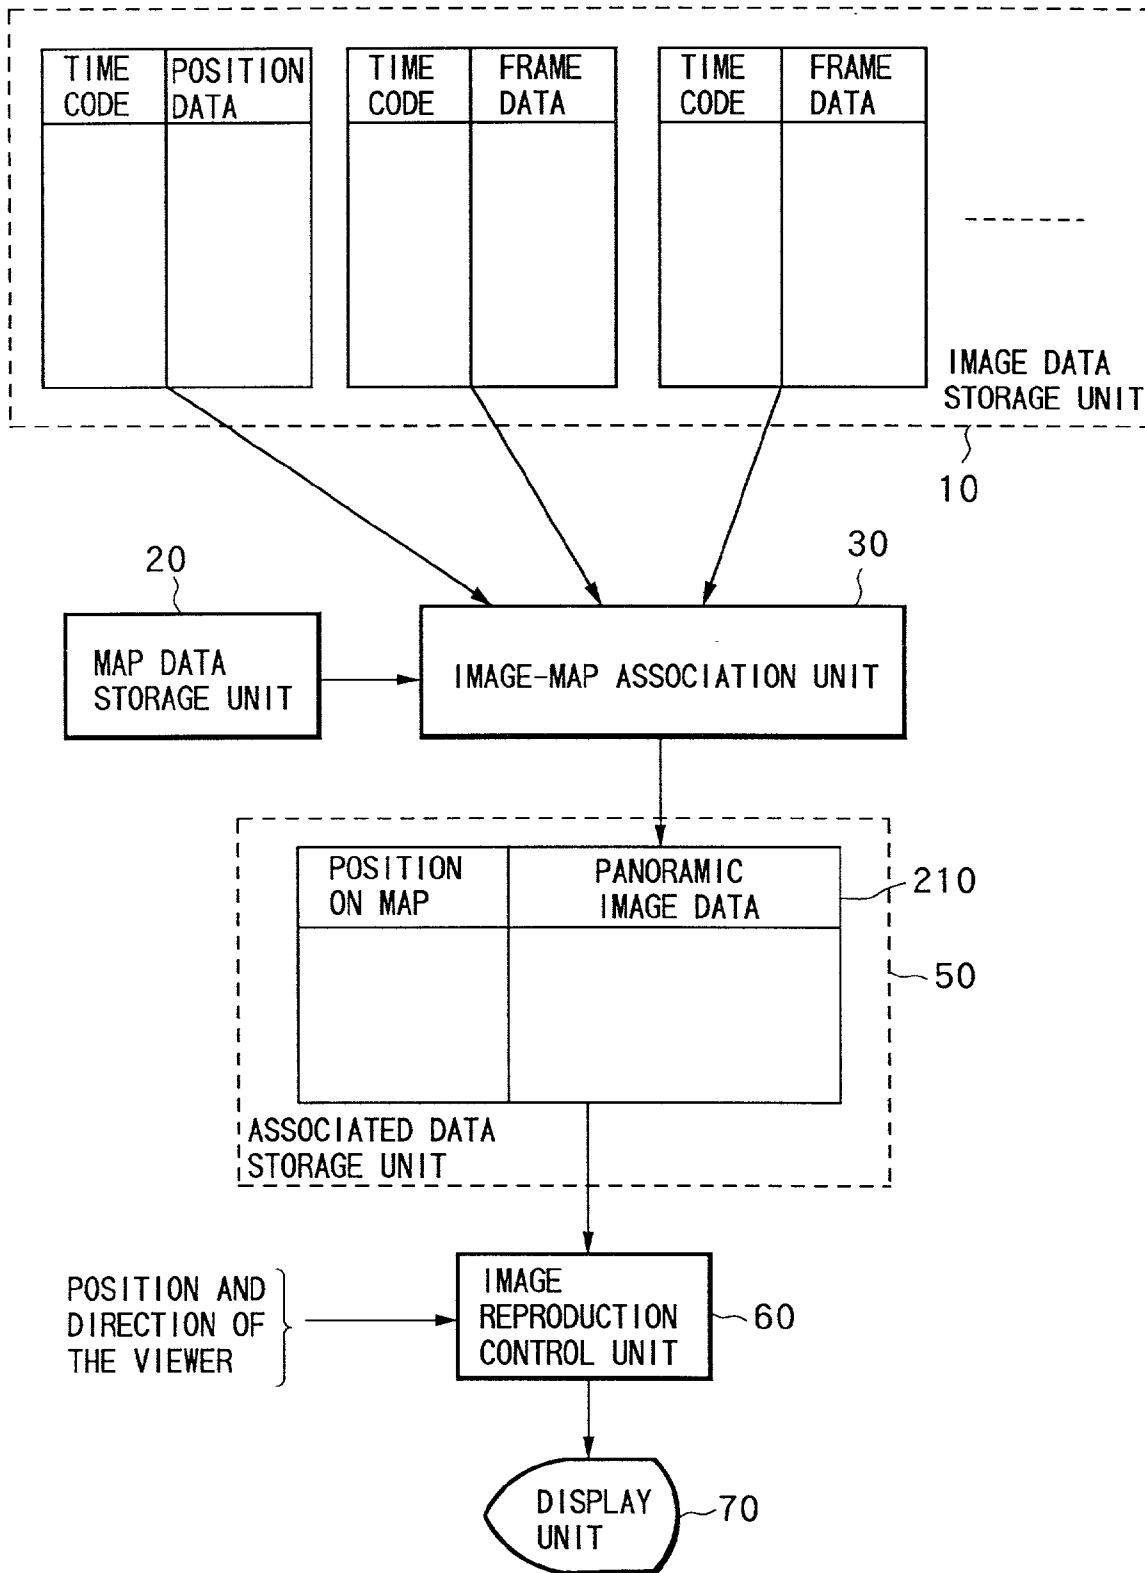 TIME CODE
POSITION DATA
TIME CODE
FRAME DATA
TIME CODE
FRAME DATA
IMAGE DATA
STORAGE UNIT
10
20
30
MAP DATA
STORAGE UNIT
IMAGE-MAP ASSOCIATION UNIT
POSITION
ON MAP
PANORAMIC
IMAGE DATA
210
50
ASSOCIATED DATA
STORAGE UNIT
POSITION AND
DIRECTION OF
THE VIEWER
IMAGE
REPRODUCTION
CONTROL UNIT
60
DISPLAY
UNIT
70